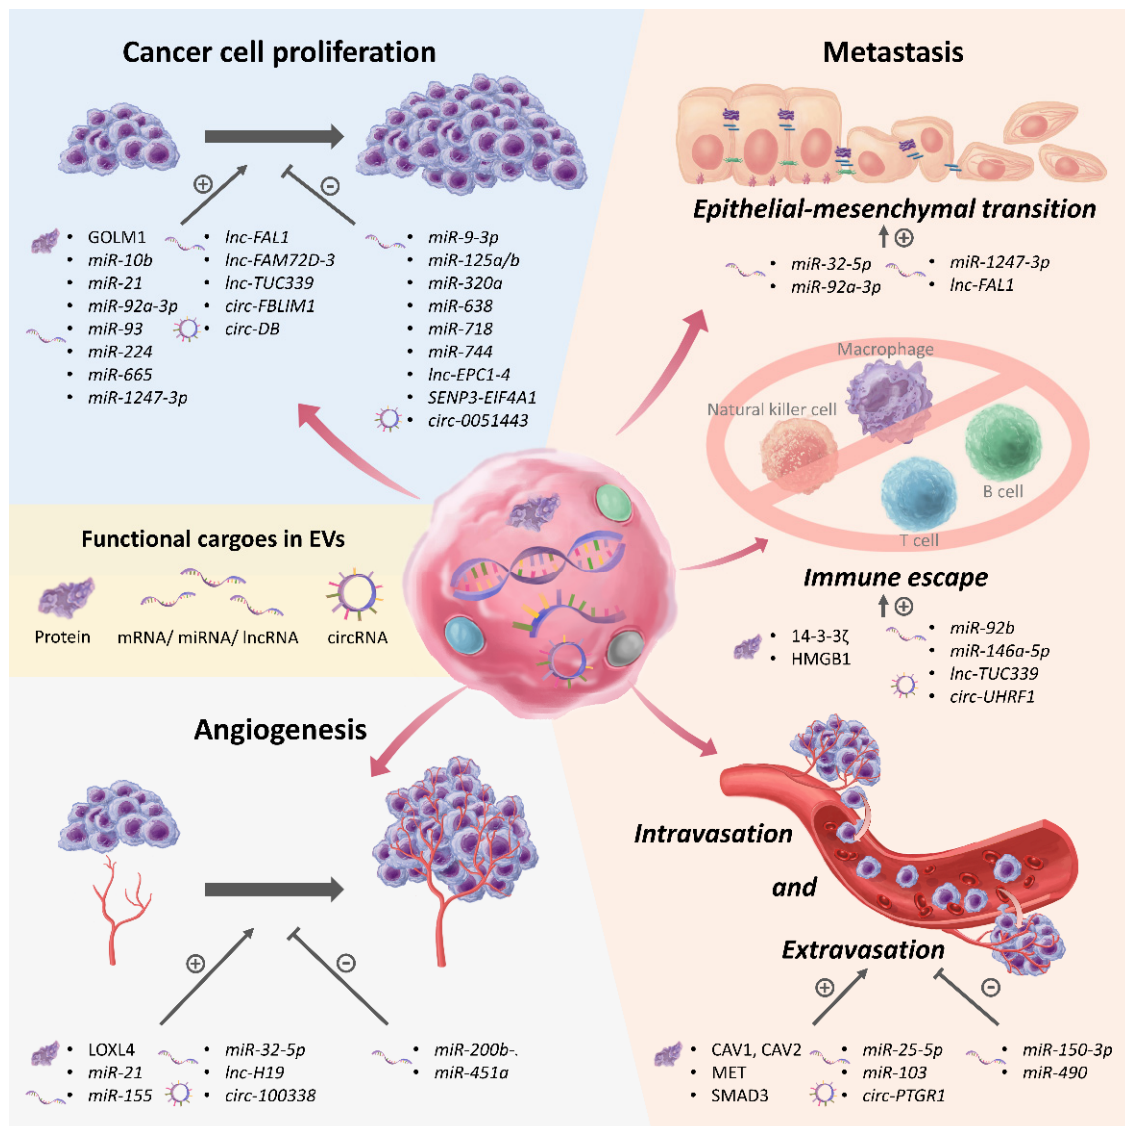 Cancer cell proliferation
GOLM1
miR-10b
miR-21
miR-92a-3p
miR-93
miR-224
miR-665
miR-1247-3p
lnc-FAL1
lnc-FAM72D-3
lnc-TUC339
circ-FBLIM1
circ-DB
miR-9-3p
miR-125a/b
miR-320a
miR-638
miR-718
miR-744
lnc-EPC1-4
SENP3-EIF4A1
circ-0051443
Metastasis
Epithelial-mesenchymal transition
miR-32-5p
miR-92a-3p
miR-1247-3p
lnc-FAL1
Macrophage
Natural killer cell
B cell
T cell
Immune escape
14-3-3ζ
HMGB1
miR-92b
miR-146a-5p
lnc-TUC339
circ-UHRF1
Functional cargoes in EVs
Protein
mRNA/ miRNA/ lncRNA
circRNA
Angiogenesis
LOXL4
miR-21
miR-155
miR-32-5p
lnc-H19
circ-100338
miR-200b-.
miR-451a
Intravasation
and
Extravasation
CAV1, CAV2
MET
SMAD3
miR-25-5p
miR-103
circ-PTGR1
miR-150-3p
miR-490